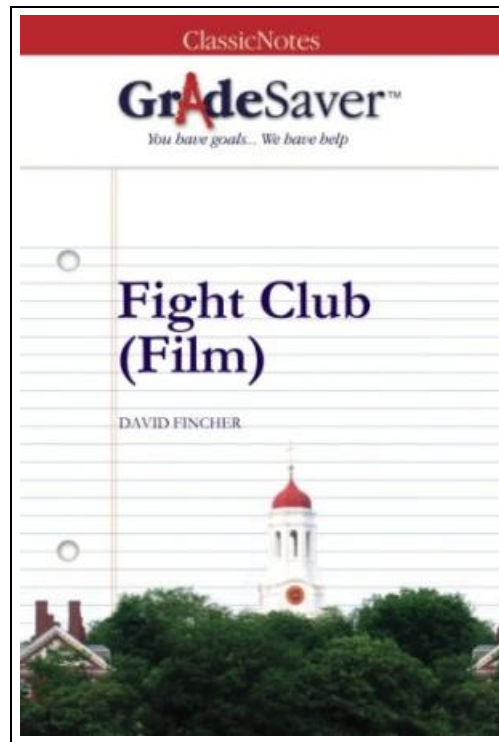 ClassicNotes
GrAdeSaver™
You have goals... We have help
Fight Club
(Film)
DAVID FINCHER